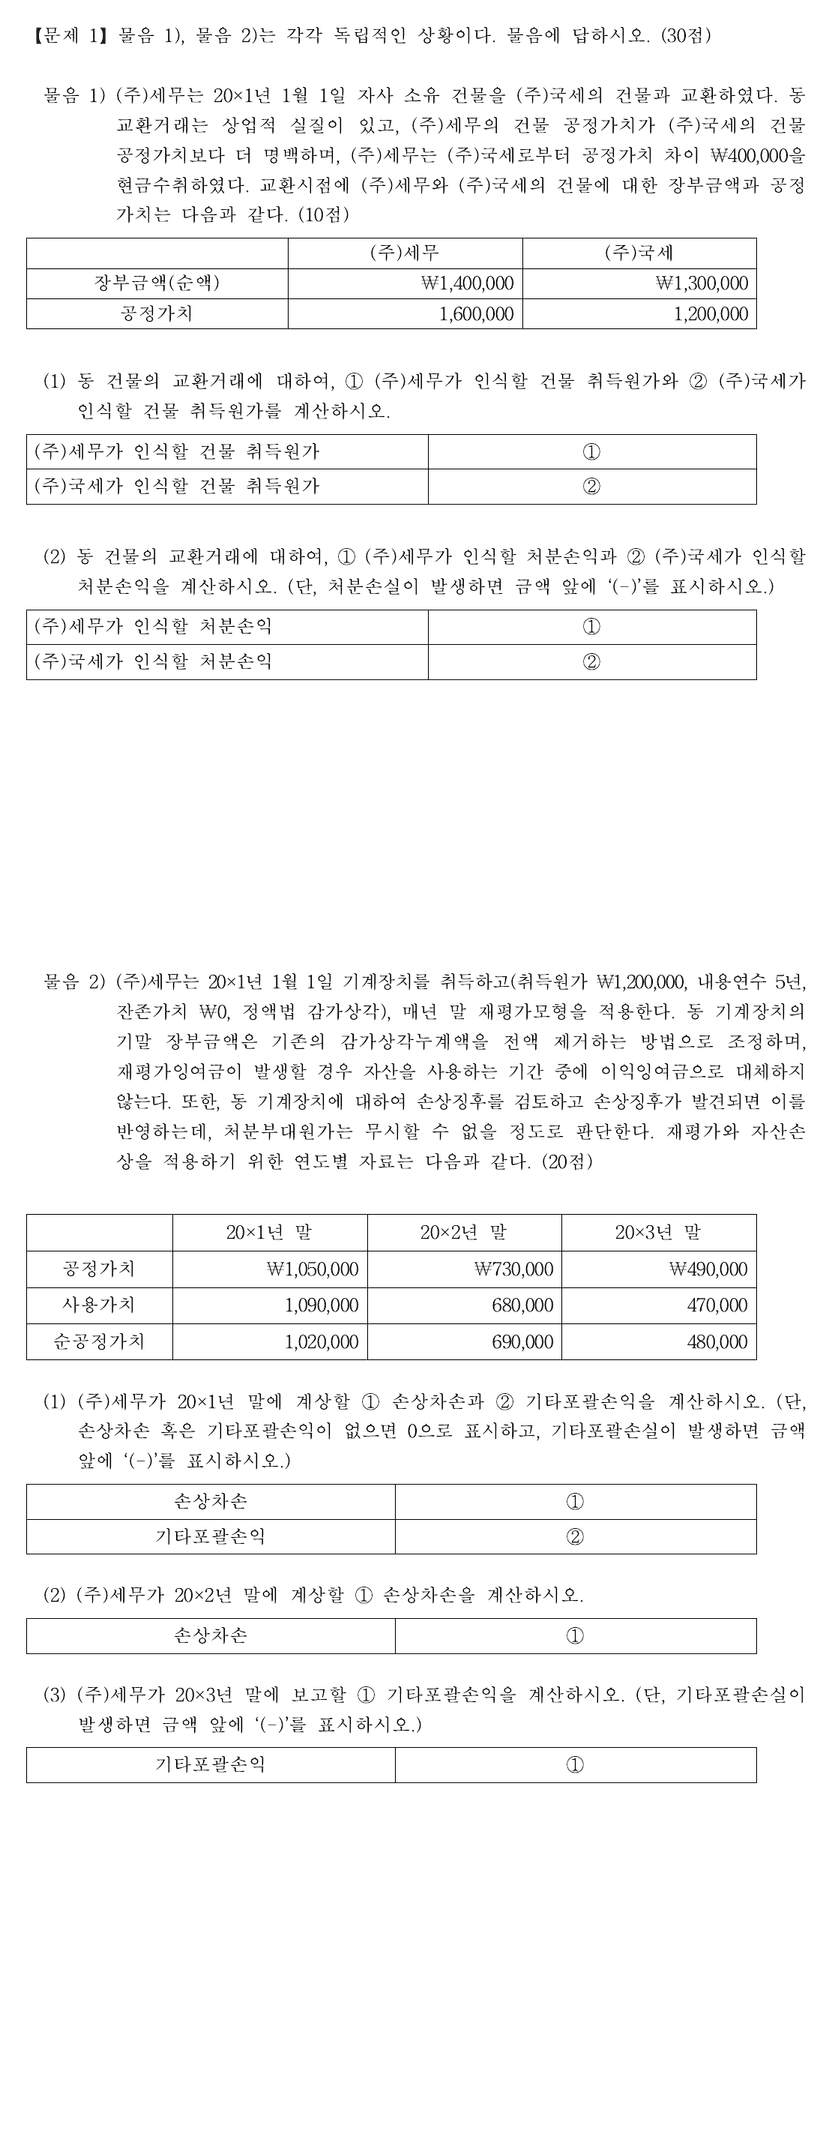 【문제 1】 물음 1), 물음 2)는 각각 독립적인 상황이다. 물음에 답하시오. (30점)
물음 1) (주)세무는 20×1년 1월 1일 자사 소유 건물을 (주)국세의 건물과 교환하였다. 동
교환거래는 상업적 실질이 있고, (주)세무의 건물 공정가치가 (주)국세의 건물
공정가치보다 더 명백하며, (주)세무는 (주)국세로부터 공정가치 차이 ₩400,000을
현금수취하였다. 교환시점에 (주)세무와 (주)국세의 건물에 대한 장부금액과 공정
가치는 다음과 같다. (10점)
(주)세무 (주)국세
장부금액(순액) ₩1,400,000 ₩1,300,000
공정가치 1,600,000 1,200,000
(1) 동 건물의 교환거래에 대하여, ① (주)세무가 인식할 건물 취득원가와 ② (주)국세가
인식할 건물 취득원가를 계산하시오.
(주)세무가 인식할 건물 취득원가 ①
(주)국세가 인식할 건물 취득원가 ②
(2) 동 건물의 교환거래에 대하여, ① (주)세무가 인식할 처분손익과 ② (주)국세가 인식할
처분손익을 계산하시오. (단, 처분손실이 발생하면 금액 앞에 ‘(-)’를 표시하시오.)
(주)세무가 인식할 처분손익 ①
(주)국세가 인식할 처분손익 ②
물음 2) (주)세무는 20×1년 1월 1일 기계장치를 취득하고(취득원가 ₩1,200,000, 내용연수 5년,
잔존가치 ₩0, 정액법 감가상각), 매년 말 재평가모형을 적용한다. 동 기계장치의
기말 장부금액은 기존의 감가상각누계액을 전액 제거하는 방법으로 조정하며,
재평가잉여금이 발생할 경우 자산을 사용하는 기간 중에 이익잉여금으로 대체하지
않는다. 또한, 동 기계장치에 대하여 손상징후를 검토하고 손상징후가 발견되면 이를
반영하는데, 처분부대원가는 무시할 수 없을 정도로 판단한다. 재평가와 자산손
상을 적용하기 위한 연도별 자료는 다음과 같다. (20점)
20×1년 말 20×2년 말 20×3년 말
공정가치 ₩1,050,000 ₩730,000 ₩490,000
사용가치 1,090,000 680,000 470,000
순공정가치 1,020,000 690,000 480,000
(1) (주)세무가 20×1년 말에 계상할 ① 손상차손과 ② 기타포괄손익을 계산하시오. (단,
손상차손 혹은 기타포괄손익이 없으면 0으로 표시하고, 기타포괄손실이 발생하면 금액
앞에 ‘(-)’를 표시하시오.)
손상차손 ①
기타포괄손익 ②
(2) (주)세무가 20×2년 말에 계상할 ① 손상차손을 계산하시오.
손상차손 ①
(3) (주)세무가 20×3년 말에 보고할 ① 기타포괄손익을 계산하시오. (단, 기타포괄손실이
발생하면 금액 앞에 ‘(-)’를 표시하시오.)
기타포괄손익 ①